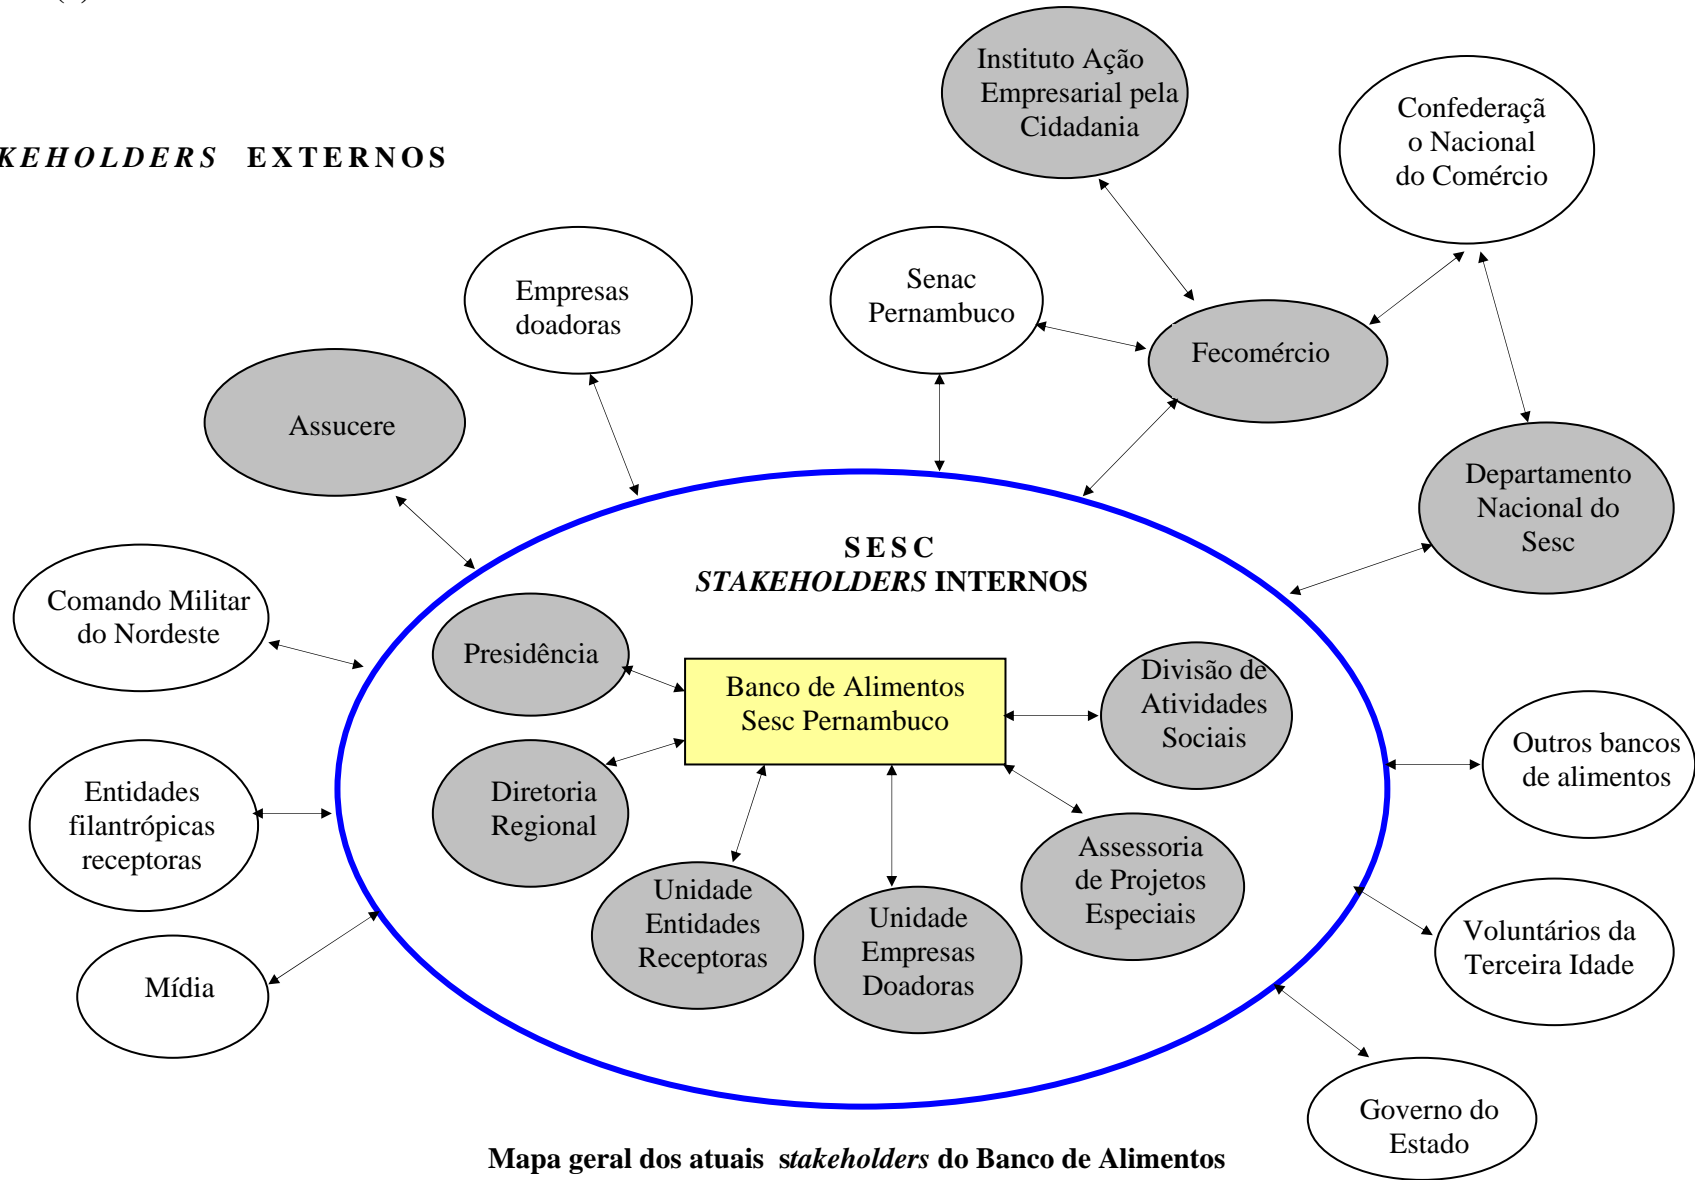 Instituto Ação
Empresarial pela
Cidadania
Confederaçã
o Nacional
do Comércio
KEHOLDERS EXTERNOS
Empresas
doadoras
Senac
Pernambuco
Fecomércio
Assucere
Departamento
Nacional do
Sesc
SESC
STAKEHOLDERS INTERNOS
Comando Militar
do Nordeste
Presidência
Banco de Alimentos
Sesc Pernambuco
Divisão de
Atividades
Sociais
Outros bancos
de alimentos
Entidades
filantrópicas
receptoras
Diretoria
Regional
Assessoria
de Projetos
Especiais
Unidade
Entidades
Receptoras
Unidade
Empresas
Doadoras
Voluntários da
Terceira Idade
Mídia
Governo do
Estado
Mapa geral dos atuais stakeholders do Banco de Alimentos